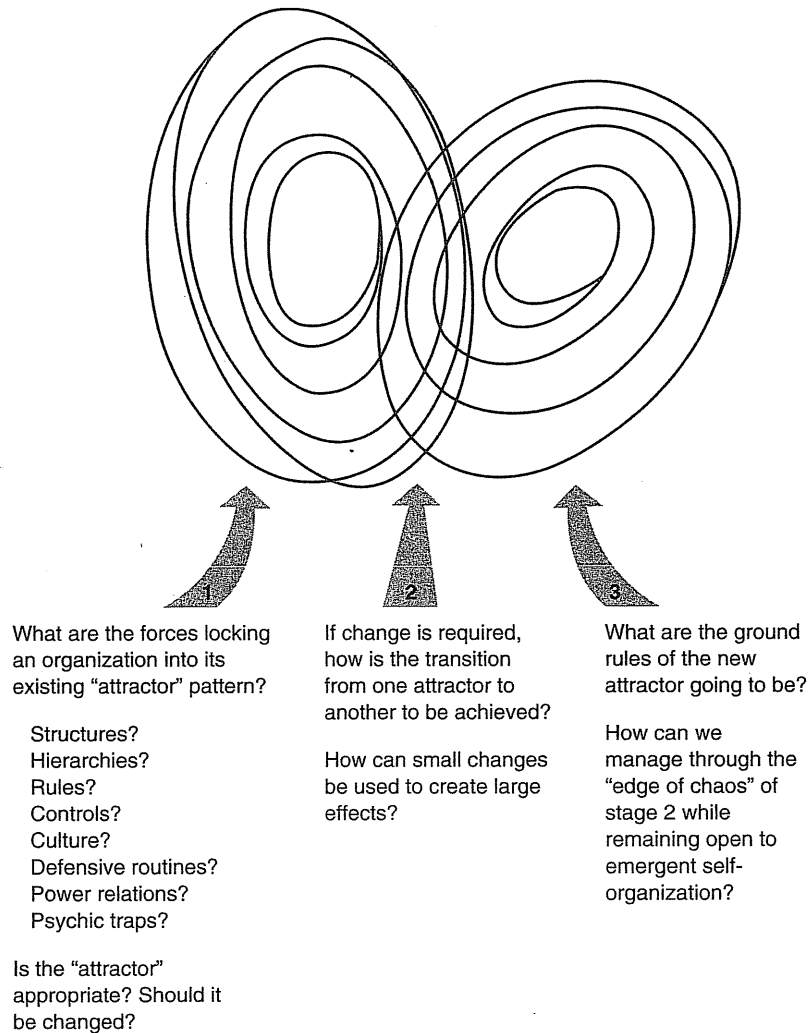 1
What are the forces locking
an organization into its
existing “attractor” pattern?
Structures?
Hierarchies?
Rules?
Controls?
Culture?
Defensive routines?
Power relations?
Psychic traps?
Is the “attractor”
appropriate? Should it
be changed?
2
If change is required,
how is the transition
from one attractor to
another to be achieved?
How can small changes
be used to create large
effects?
3
What are the ground
rules of the new
attractor going to be?
How can we
manage through the
“edge of chaos” of
stage 2 while
remaining open to
emergent self-
organization?